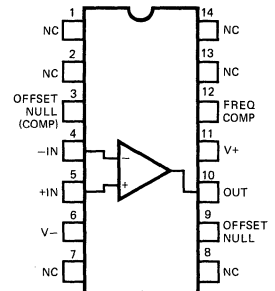 1
NC
2
NC
3
OFFSET
NULL
(COMP)
4
−IN
5
+IN
6
V−
7
NC
−
+
14
NC
13
NC
12
FREQ
COMP
11
V+
10
OUT
9
OFFSET
NULL
8
NC